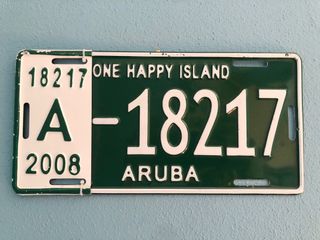 18217
A
2008
ONE HAPPY ISLAND
-18217
ARUBA